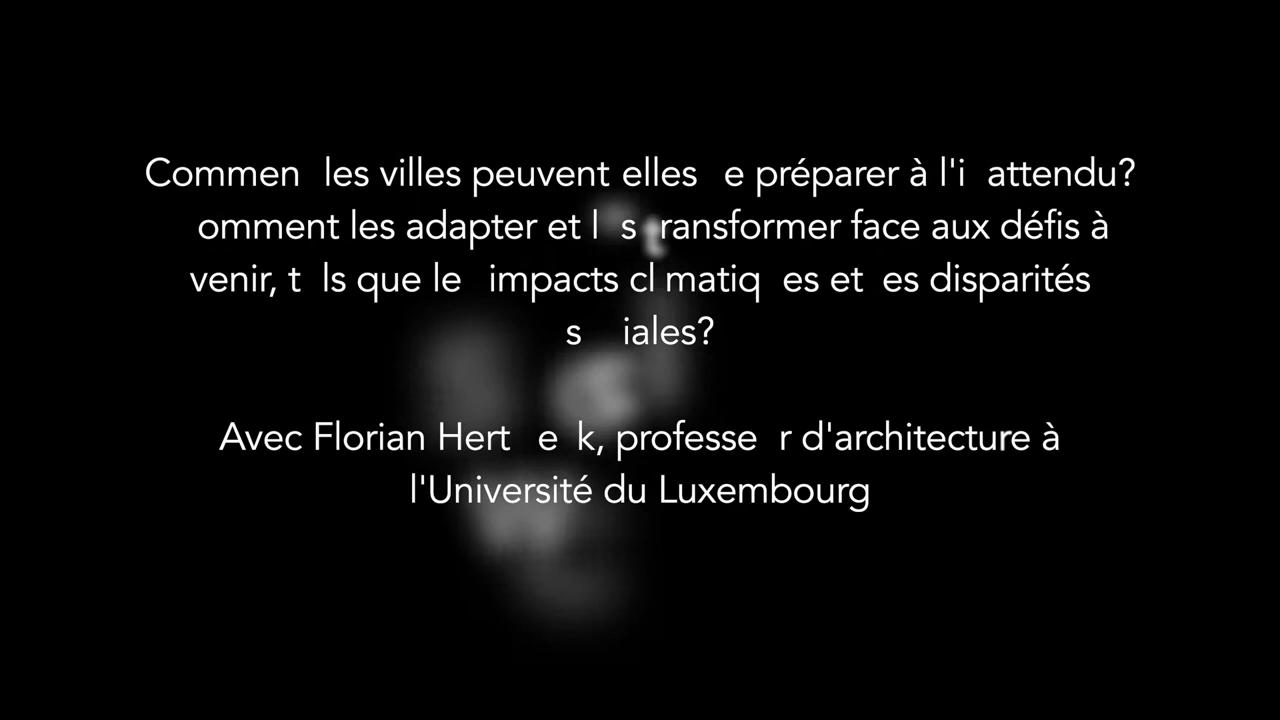 Commen les villes peuvent elles e préparer à l'i attendu?
omment les adapter et l s transformer face aux défis à
venir, t ls que le impacts cl matiq es et es disparités
s iales?
Avec Florian Hert e k, professe r d'architecture à
l'Université du Luxembourg